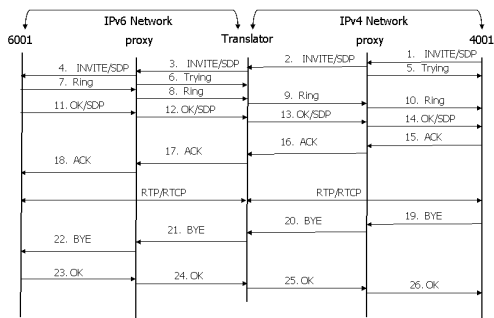 IPv6 Network IPv4 Network
6001 proxy Translator proxy 4001
1. INVITE/SDP
2. INVITE/SDP
3. INVITE/SDP
4. INVITE/SDP
5. Trying
6. Trying
7. Ring
8. Ring
9. Ring
10. Ring
11. OK/SDP
12. OK/SDP
13. OK/SDP
14. OK/SDP
15. ACK
16. ACK
17. ACK
18. ACK
RTP/RTCP RTP/RTCP
19. BYE
20. BYE
21. BYE
22. BYE
23. OK
24. OK
25. OK
26. OK